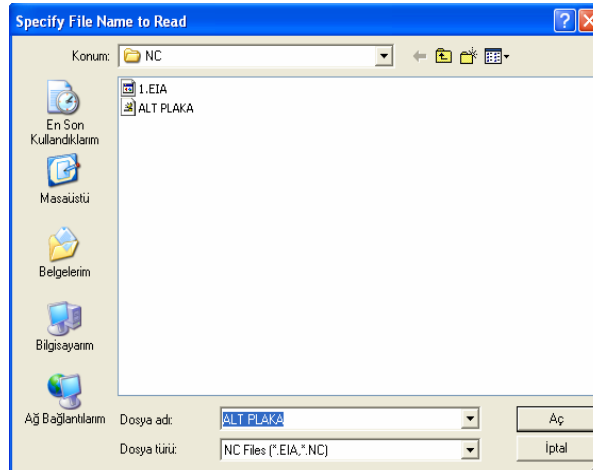 Specify File Name to Read
Konum:
NC
1.EIA
ALT PLAKA
En Son
Kullandıklarım
Masaüstü
Belgelerim
Bilgisayarım
Ağ Bağlantılarım
Dosya adı:
ALT PLAKA
Aç
Dosya türü:
NC Files (*.EIA,*.NC)
İptal